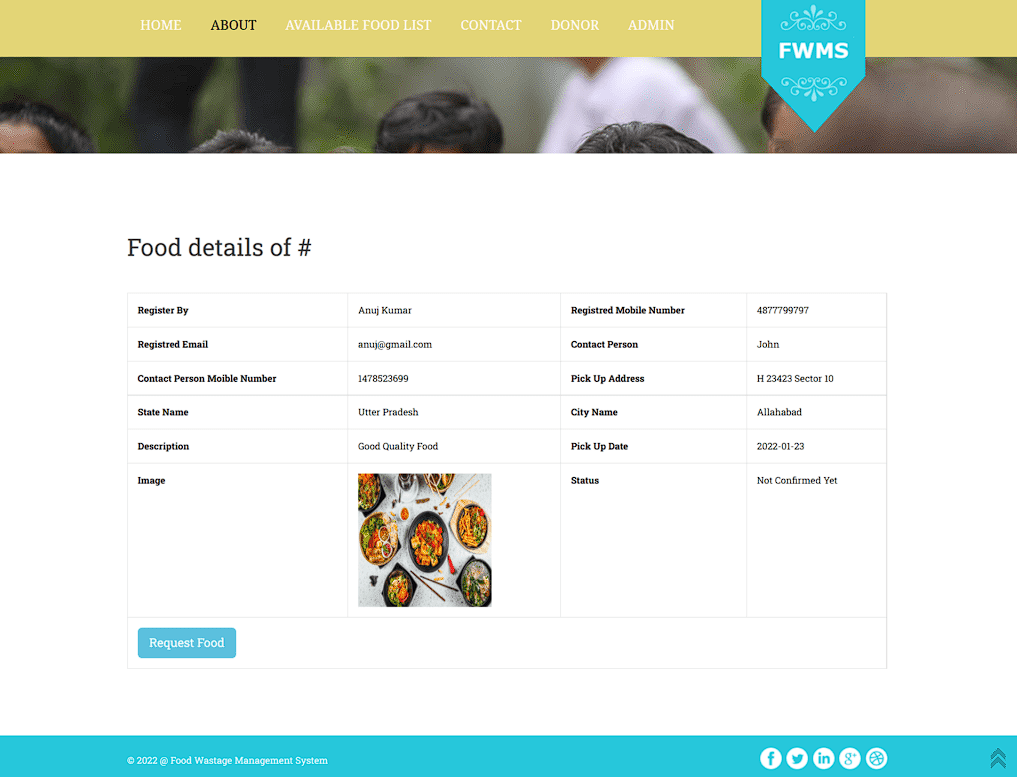 HOME ABOUT AVAILABLE FOOD LIST CONTACT DONOR ADMIN
FWMS
Food details of #
Register By Anuj Kumar Registred Mobile Number 4877799797
Registred Email anuj@gmail.com Contact Person John
Contact Person Moible Number 1478523699 Pick Up Address H 23423 Sector 10
State Name Utter Pradesh City Name Allahabad
Description Good Quality Food Pick Up Date 2022-01-23
Image Status Not Confirmed Yet
Request Food
© 2022 @ Food Wastage Management System